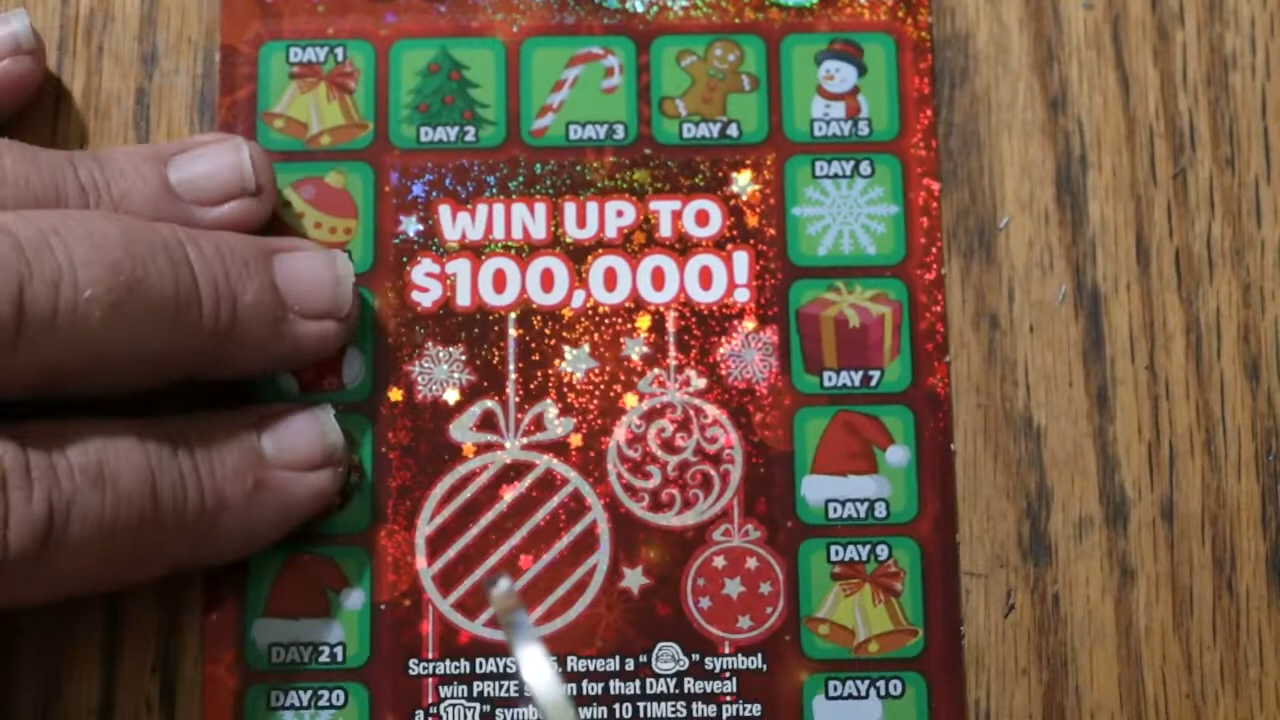 DAY 1
DAY 2
DAY 3
DAY 4
DAY 5
DAY 6
WIN UP TO
$100,000!
DAY 7
DAY 8
DAY 9
DAY 21
Scratch DAYS 5. Reveal a " " symbol,
win PRIZE for that DAY. Reveal
DAY 20
DAY 10
a "10X" symb win 10 TIMES the prize